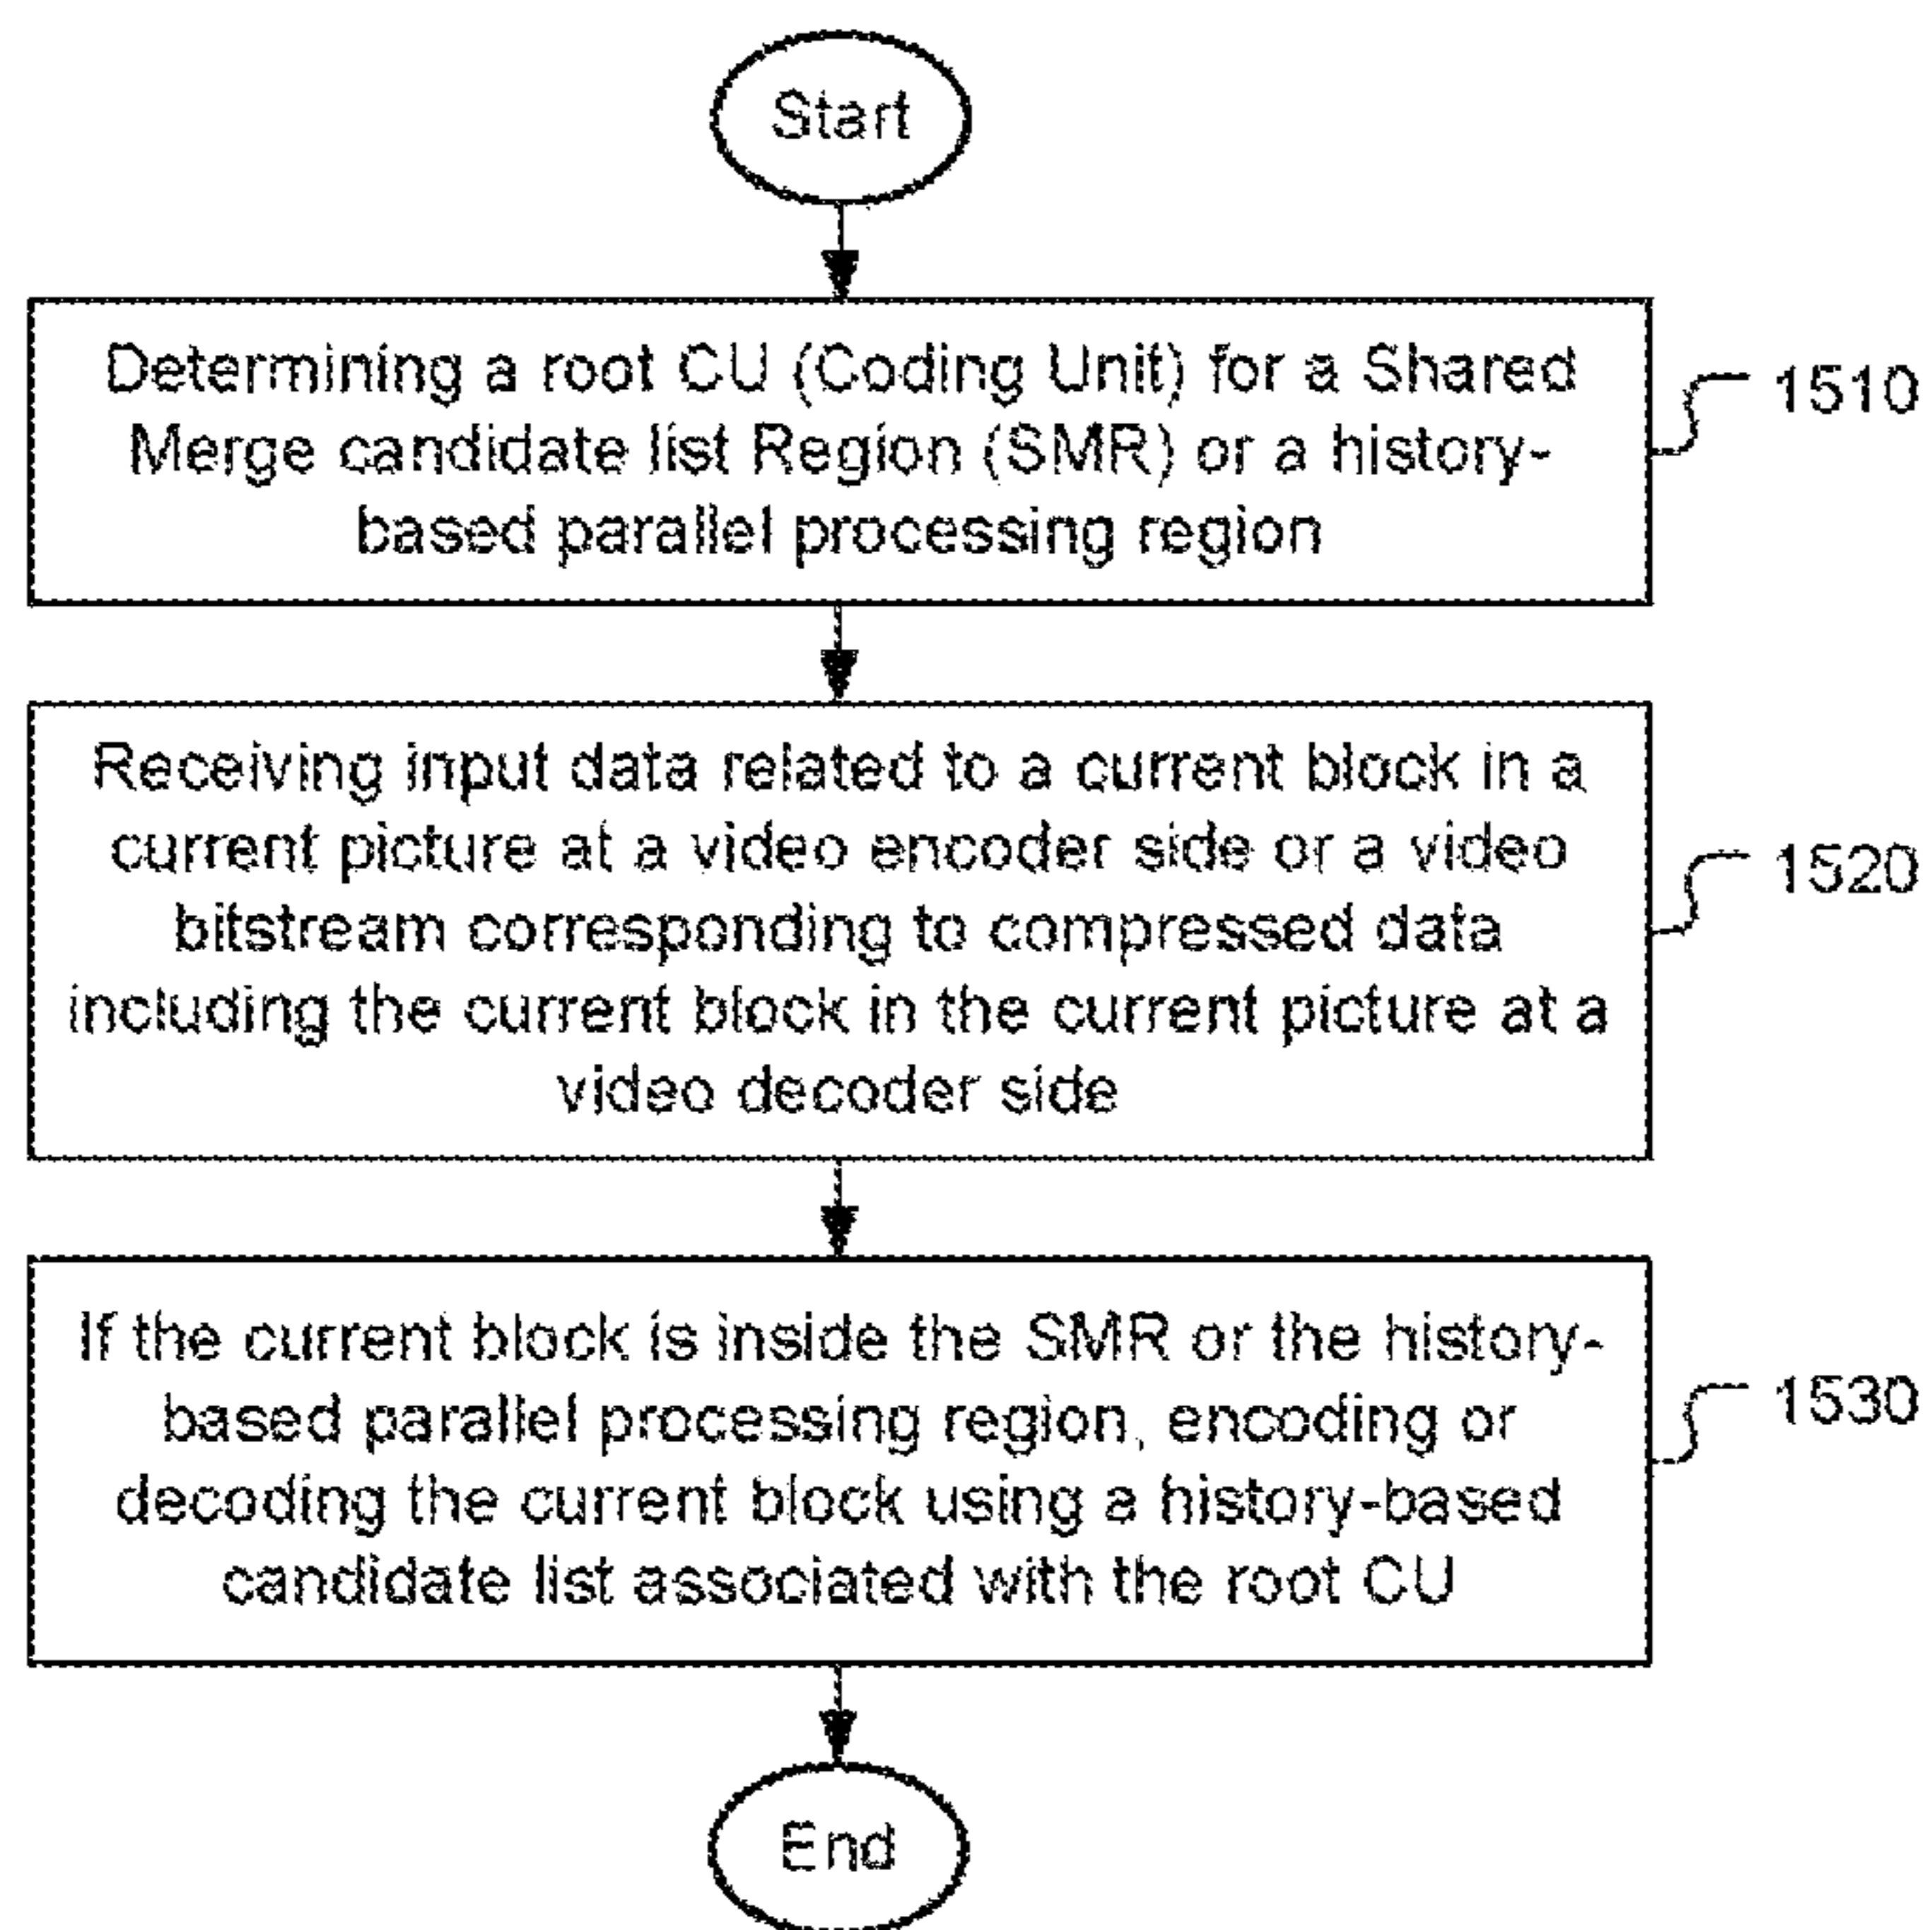 Start
Determining a root CU (Coding Unit) for a Shared
Merge candidate list Region (SMR) or a history-
based parallel processing region
1510
Receiving input data related to a current block in a
current picture at a video encoder side or a video
bitstream corresponding to compressed data
including the current block in the current picture at a
video decoder side
1520
If the current block is inside the SMR or the history-
based parallel processing region, encoding or
decoding the current block using a history-based
candidate list associated with the root CU
1530
End